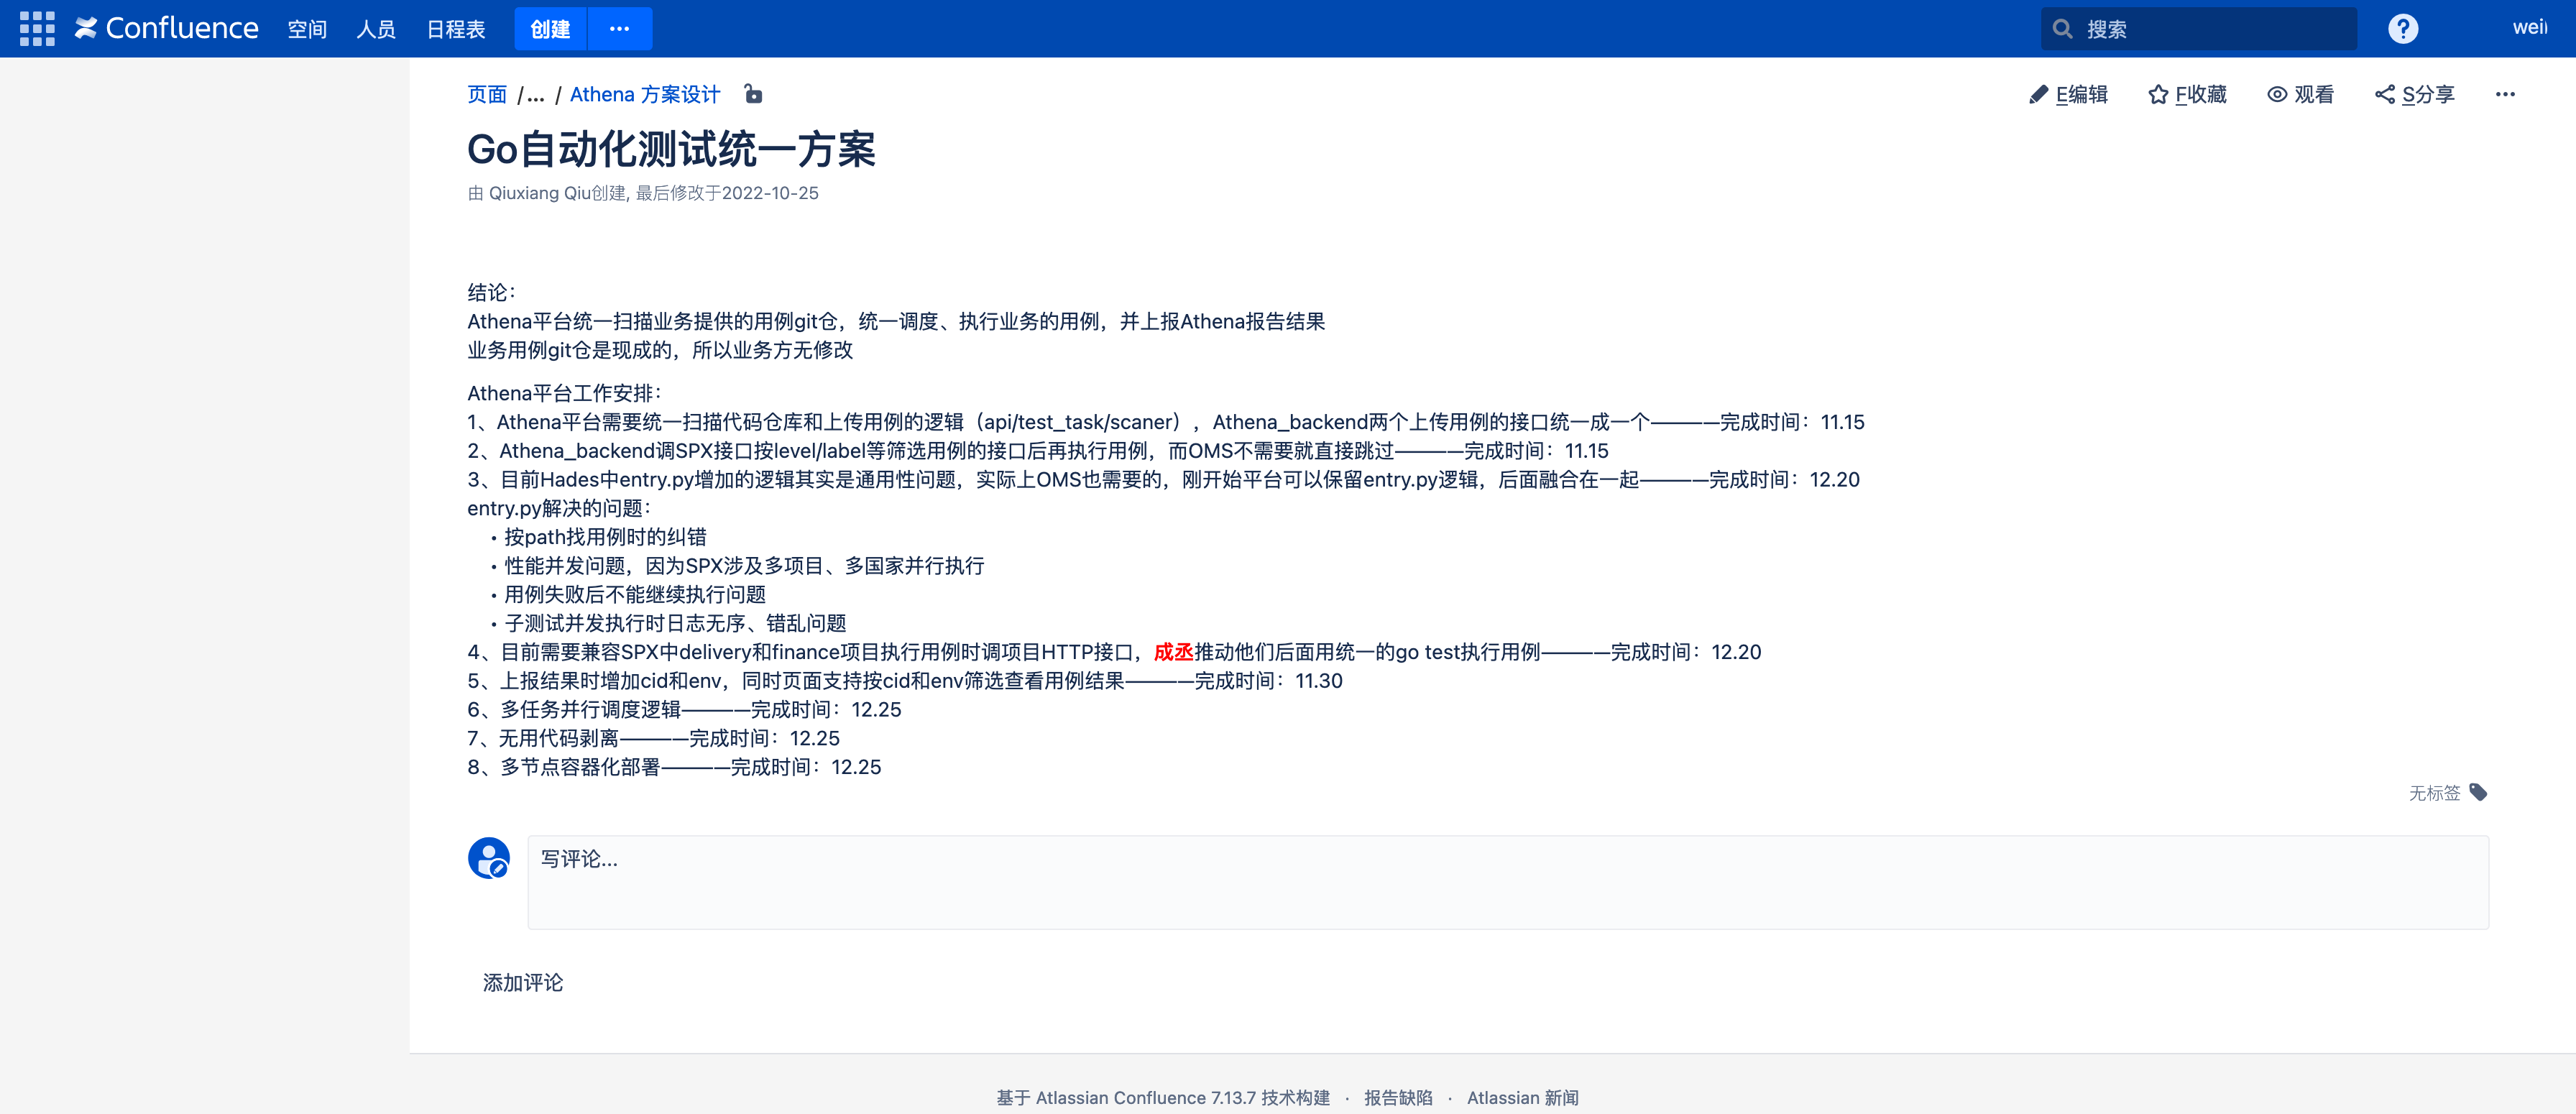 Confluence 空间 人员 日程表 创建 ··· 搜索 ? weil
页面 /... / Athena 方案设计 E编辑 F收藏 观看 S分享 ···
Go自动化测试统一方案
由 Qiuxiang Qiu创建, 最后修改于2022-10-25
结论：
Athena平台统一扫描业务提供的用例git仓，统一调度、执行业务的用例，并上报Athena报告结果
业务用例git仓是现成的，所以业务方无修改
Athena平台工作安排：
1、Athena平台需要统一扫描代码仓库和上传用例的逻辑（api/test_task/scaner），Athena_backend两个上传用例的接口统一成一个————完成时间：11.15
2、Athena_backend调SPX接口按level/label等筛选用例的接口后再执行用例，而OMS不需要就直接跳过————完成时间：11.15
3、目前Hades中entry.py增加的逻辑其实是通用性问题，实际上OMS也需要的，刚开始平台可以保留entry.py逻辑，后面融合在一起————完成时间：12.20
entry.py解决的问题：
• 按path找用例时的纠错
• 性能并发问题，因为SPX涉及多项目、多国家并行执行
• 用例失败后不能继续执行问题
• 子测试并发执行时日志无序、错乱问题
4、目前需要兼容SPX中delivery和finance项目执行用例时调项目HTTP接口，成丞推动他们后面用统一的go test执行用例————完成时间：12.20
5、上报结果时增加cid和env，同时页面支持按cid和env筛选查看用例结果————完成时间：11.30
6、多任务并行调度逻辑————完成时间：12.25
7、无用代码剥离————完成时间：12.25
8、多节点容器化部署————完成时间：12.25
无标签
写评论...
添加评论
基于 Atlassian Confluence 7.13.7 技术构建 · 报告缺陷 · Atlassian 新闻